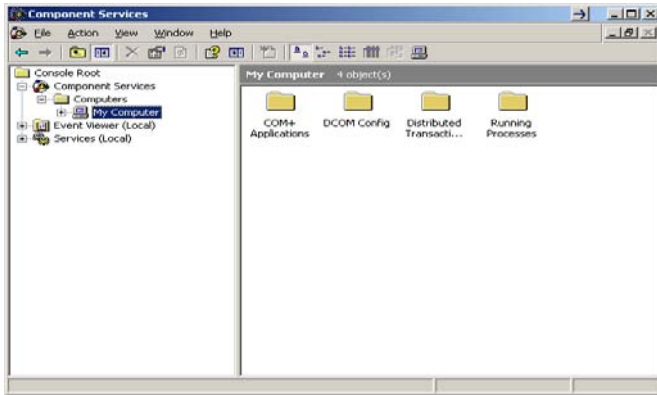 Component Services
File Action View Window Help
Console Root
Component Services
Computers
My Computer
Event Viewer (Local)
Services (Local)
My Computer 4 object(s)
COM+ Applications
DCOM Config
Distributed Transacti...
Running Processes